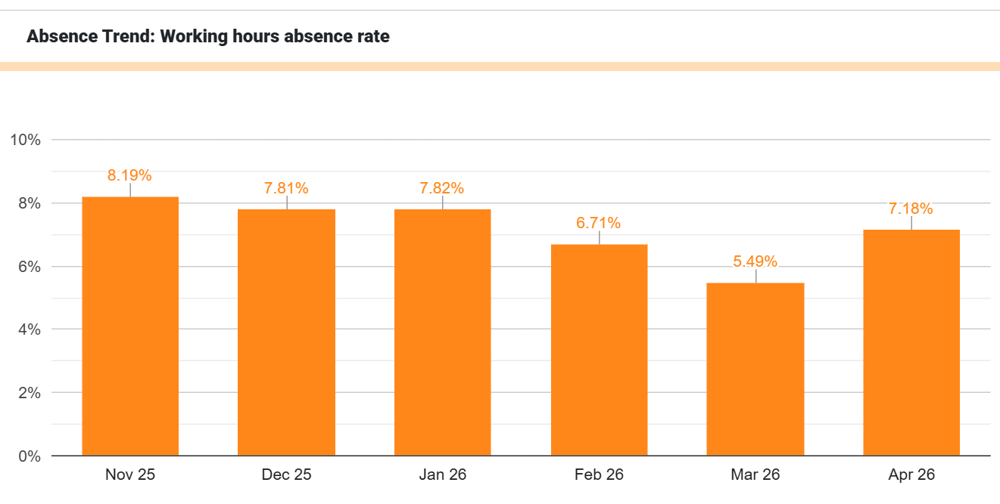 Absence Trend: Working hours absence rate
10%
8%
6%
4%
2%
0%
8.19%
7.81%
7.82%
6.71%
5.49%
7.18%
Nov 25
Dec 25
Jan 26
Feb 26
Mar 26
Apr 26